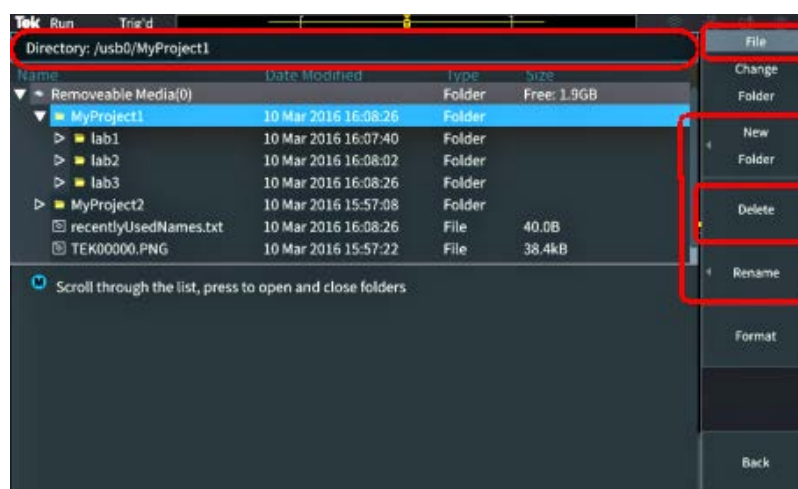 Tek Run Trig'd
Directory: /usb0/MyProject1
Name Date Modified Type Size
Removeable Media(0) Folder Free: 1.9GB
MyProject1 10 Mar 2016 16:08:26 Folder
lab1 10 Mar 2016 16:07:40 Folder
lab2 10 Mar 2016 16:08:02 Folder
lab3 10 Mar 2016 16:08:26 Folder
MyProject2 10 Mar 2016 15:57:08 Folder
recentlyUsedNames.txt 10 Mar 2016 16:08:26 File 40.0B
TEK00000.PNG 10 Mar 2016 15:57:22 File 38.4kB
M Scroll through the list, press to open and close folders
File
Change
Folder
New
Folder
Delete
Rename
Format
Back